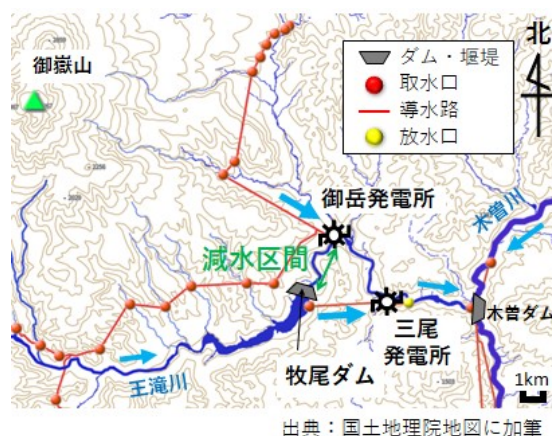 北
ダム・堰堤
取水口
導水路
放水口
御嶽山
御岳発電所
木曽川
減水区間
木曽ダム
三尾
発電所
牧尾ダム
王滝川
1km
出典：国土地理院地図に加筆